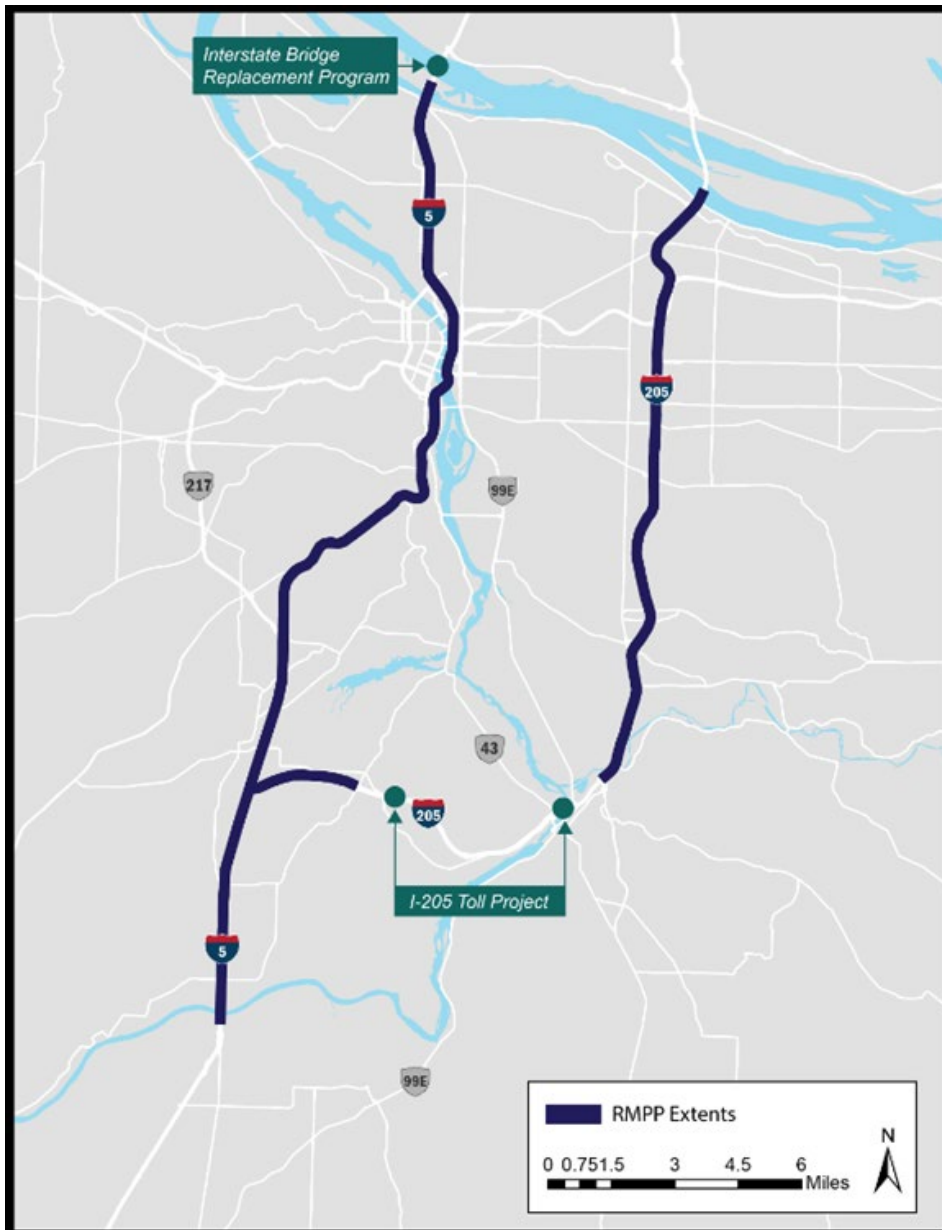 Interstate Bridge
Replacement Program
5
205
217
99E
43
205
I-205 Toll Project
5
99E
RMPP Extents
N
0 0.751.5 3 4.5 6
Miles